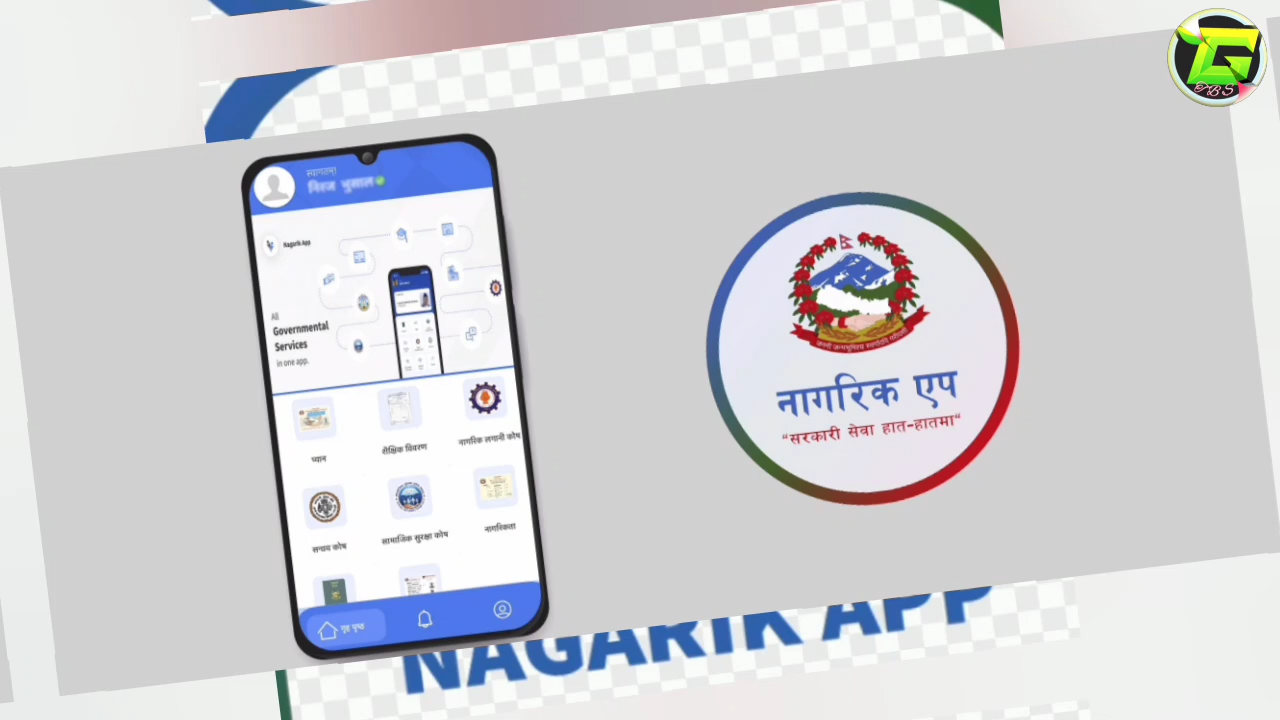 स्वागतम्
निरज भुसाल
Nagarik App
All
Governmental
Services
in one app.
प्यान
शैक्षिक विवरण
नागरिक लगानी कोष
सञ्चय कोष
सामाजिक सुरक्षा कोष
नागरिकता
गृह पृष्ठ
नागरिक एप
"सरकारी सेवा हात-हातमा"
NAGARIK APP
G